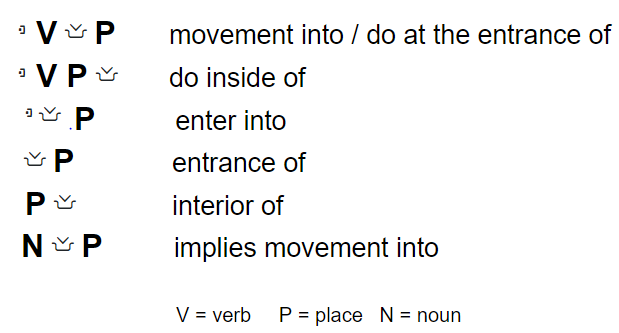 V P movement into / do at the entrance of
V P do inside of
P enter into
P entrance of
P interior of
N P implies movement into
V = verb P = place N = noun